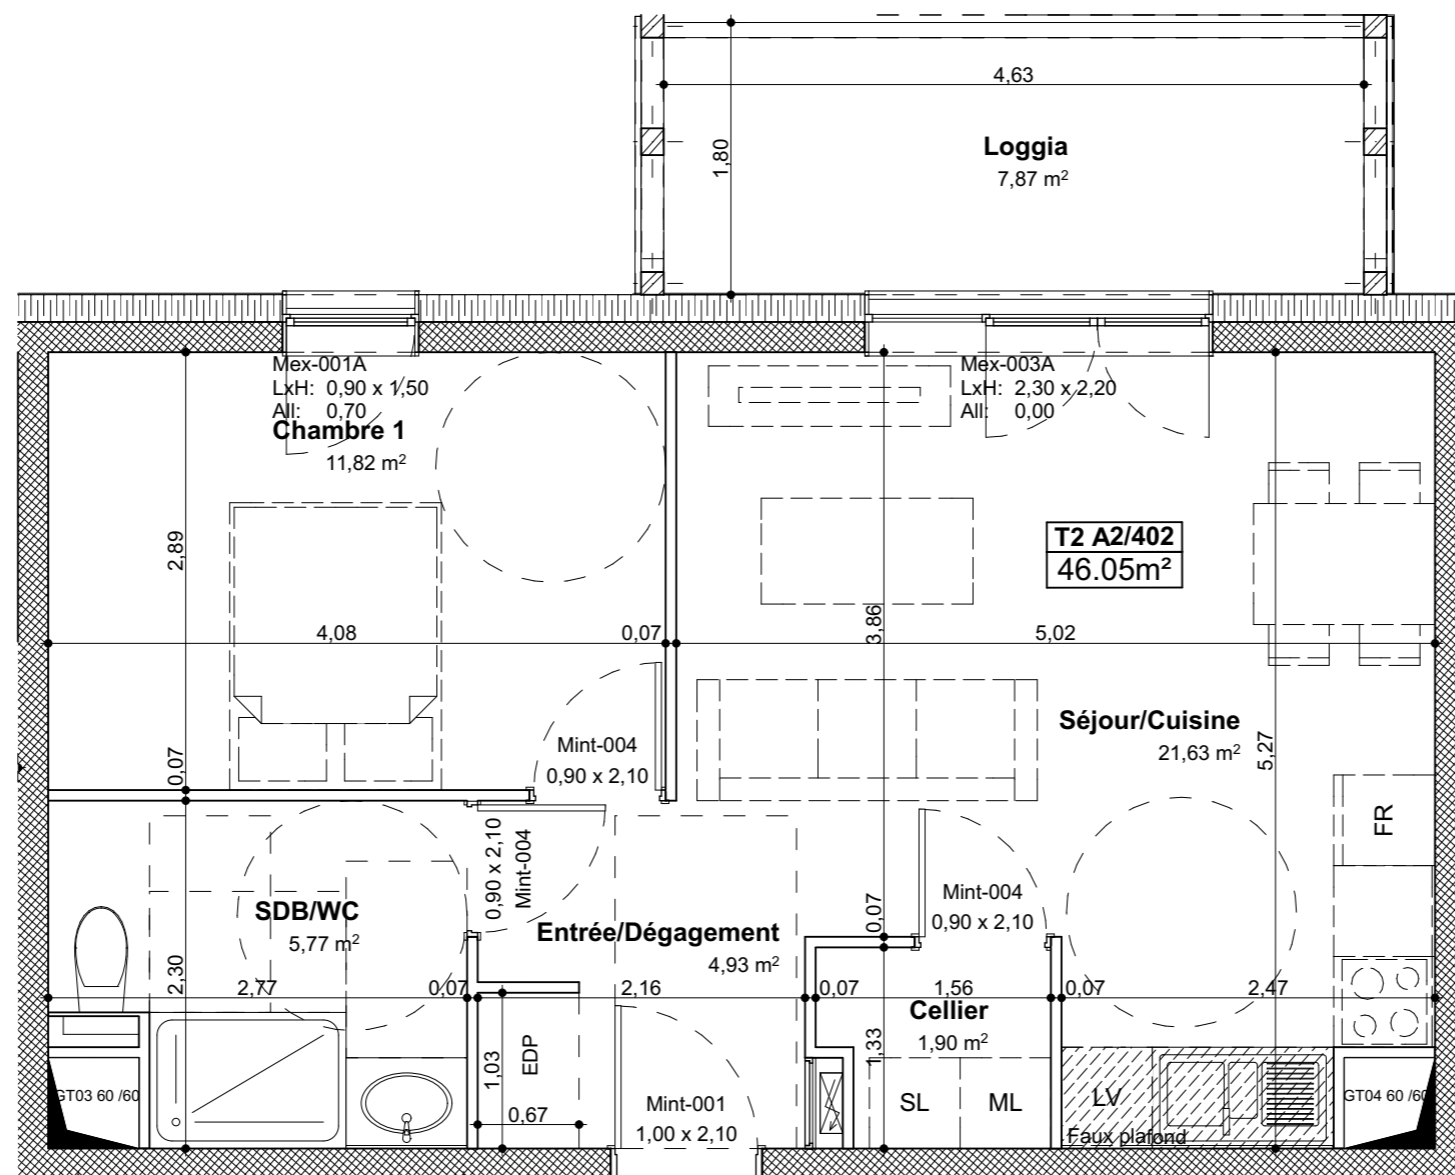 4,63
1,80
Loggia
7,87 m²
Mex-001A
LxH: 0,90 x 1,50
All: 0,70
Chambre 1
11,82 m²
Mex-003A
LxH: 2,30 x 2,20
All: 0,00
T2 A2/402
46.05m²
2,89
4,08
0,07
3,86
5,02
Séjour/Cuisine
21,63 m²
5,27
0,07
Mint-004
0,90 x 2,10
FR
0,90 x 2,10
Mint-004
Mint-004
0,90 x 2,10
0,07
SDB/WC
5,77 m²
Entrée/Dégagement
4,93 m²
2,30
2,77
0,07
2,16
0,07
1,56
0,07
2,47
Cellier
1,90 m²
1,33
1,03
EDP
0,67
GT03 60 /60
Mint-001
1,00 x 2,10
SL
ML
LV
Faux plafond
GT04 60 /60